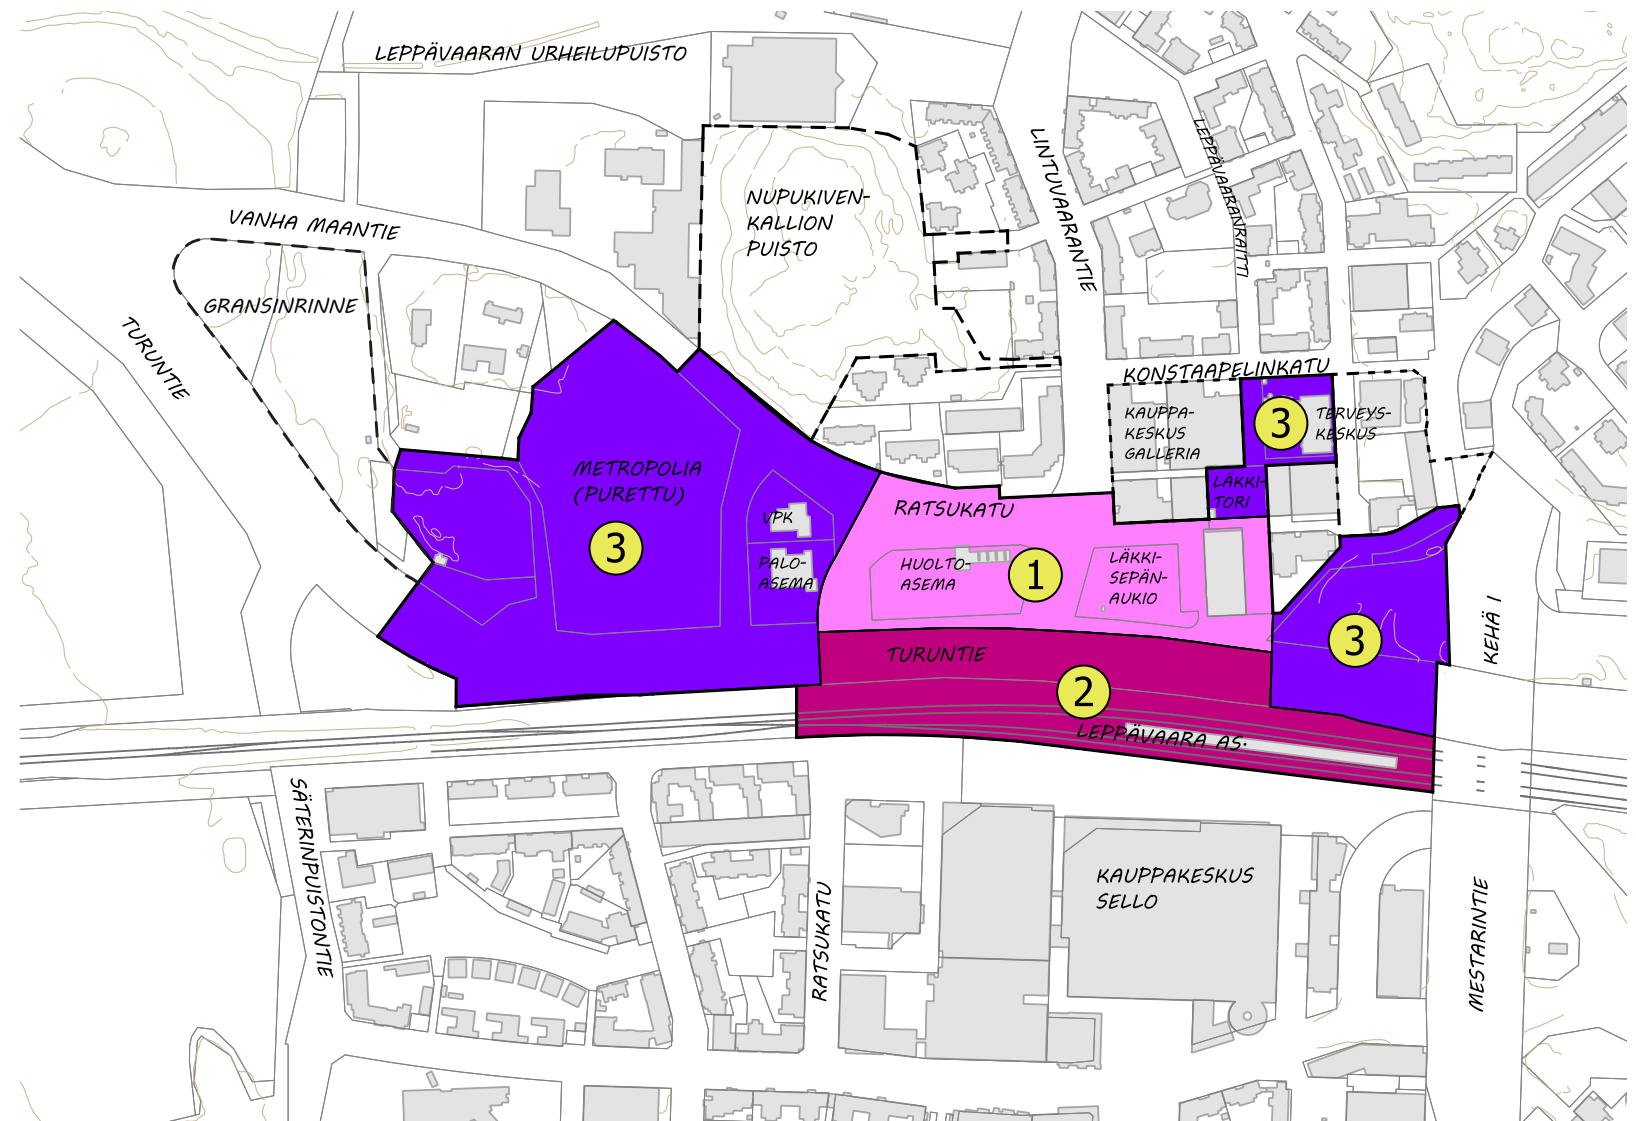 LEPPÄVAARAN URHEILUPUISTO
VANHA MAANTIE
NUPUKIVEN-
KALLION
PUISTO
LINTUVAARANTIE
LEPPÄVAARANRAITTI
GRANSINRINNE
TURUNTIE
KONSTAAPELINKATU
KAUPPA-
KESKUS
GALLERIA
3
TERVEYS-
KESKUS
LÄKKI-
TORI
METROPOLIA
(PURETTU)
3
VPK
PALO-
ASEMA
RATSUKATU
HUOLTO-
ASEMA
1
LÄKKI-
SEPÄN-
AUKIO
3
KEHÄ I
TURUNTIE
2
LEPPÄVAARA AS.
SÄTERINPUISTONTIE
RATSUKATU
KAUPPAKESKUS
SELLO
MESTARINTIE